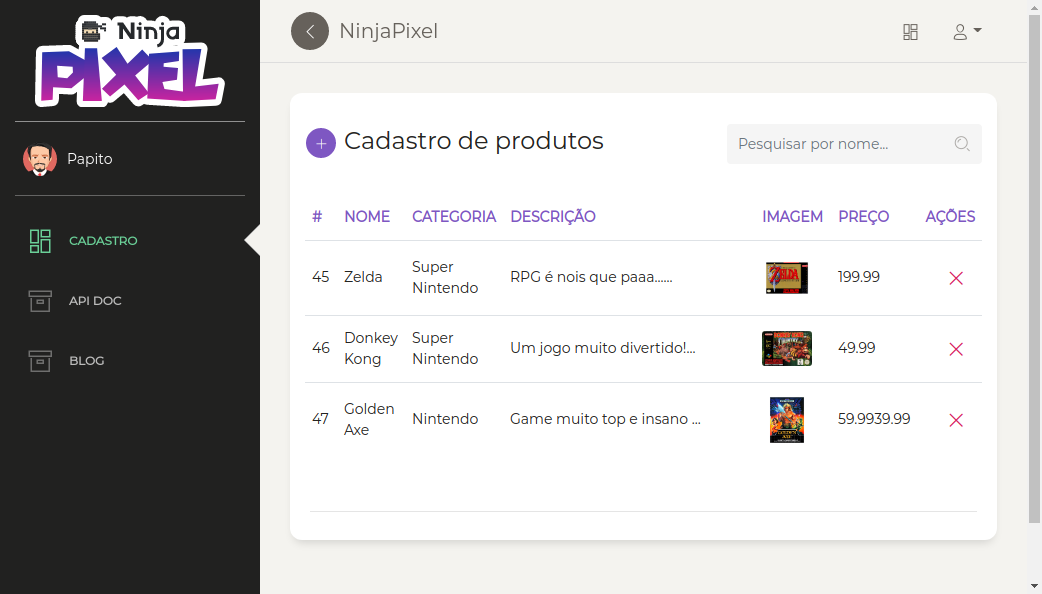 Ninja
PIXEL
NinjaPixel
Papito
CADASTRO
API DOC
BLOG
Cadastro de produtos
Pesquisar por nome...
# NOME CATEGORIA DESCRIÇÃO IMAGEM PREÇO AÇÕES
45 Zelda Super Nintendo RPG é nois que paaa...... 199.99
ZELDA
46 Donkey Kong Super Nintendo Um jogo muito divertido!... 49.99
47 Golden Axe Nintendo Game muito top e insano ... 59.9939.99